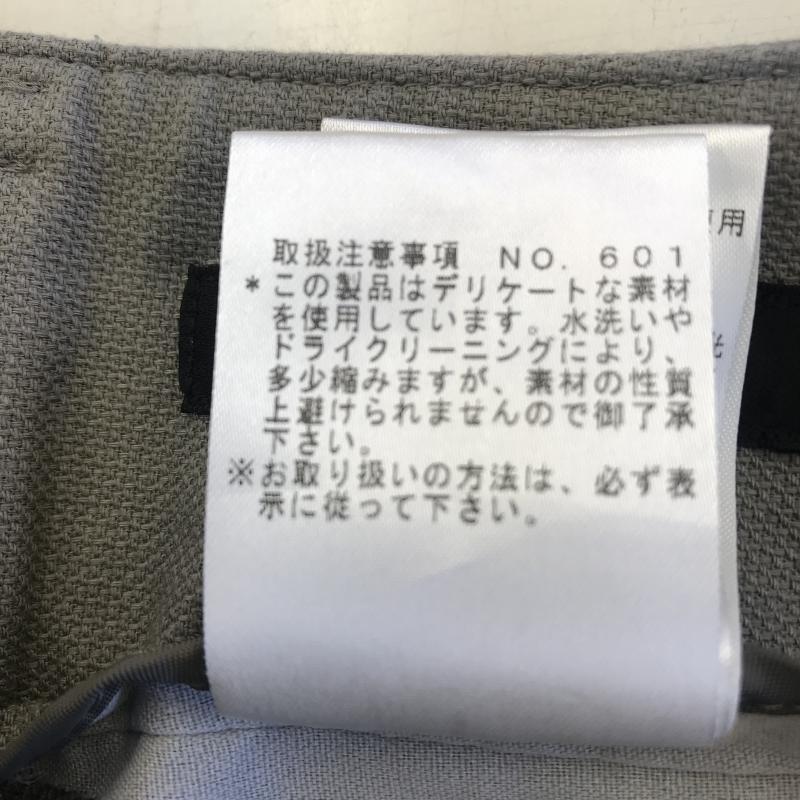 取扱注意事項 NO. 601
*この製品はデリケートな素材
を使用しています。水洗いや
ドライクリーニングにより、
多少縮みますが、素材の性質
上避けられませんので御了承
下さい。
※お取り扱いの方法は、必ず表
示に従って下さい。
用